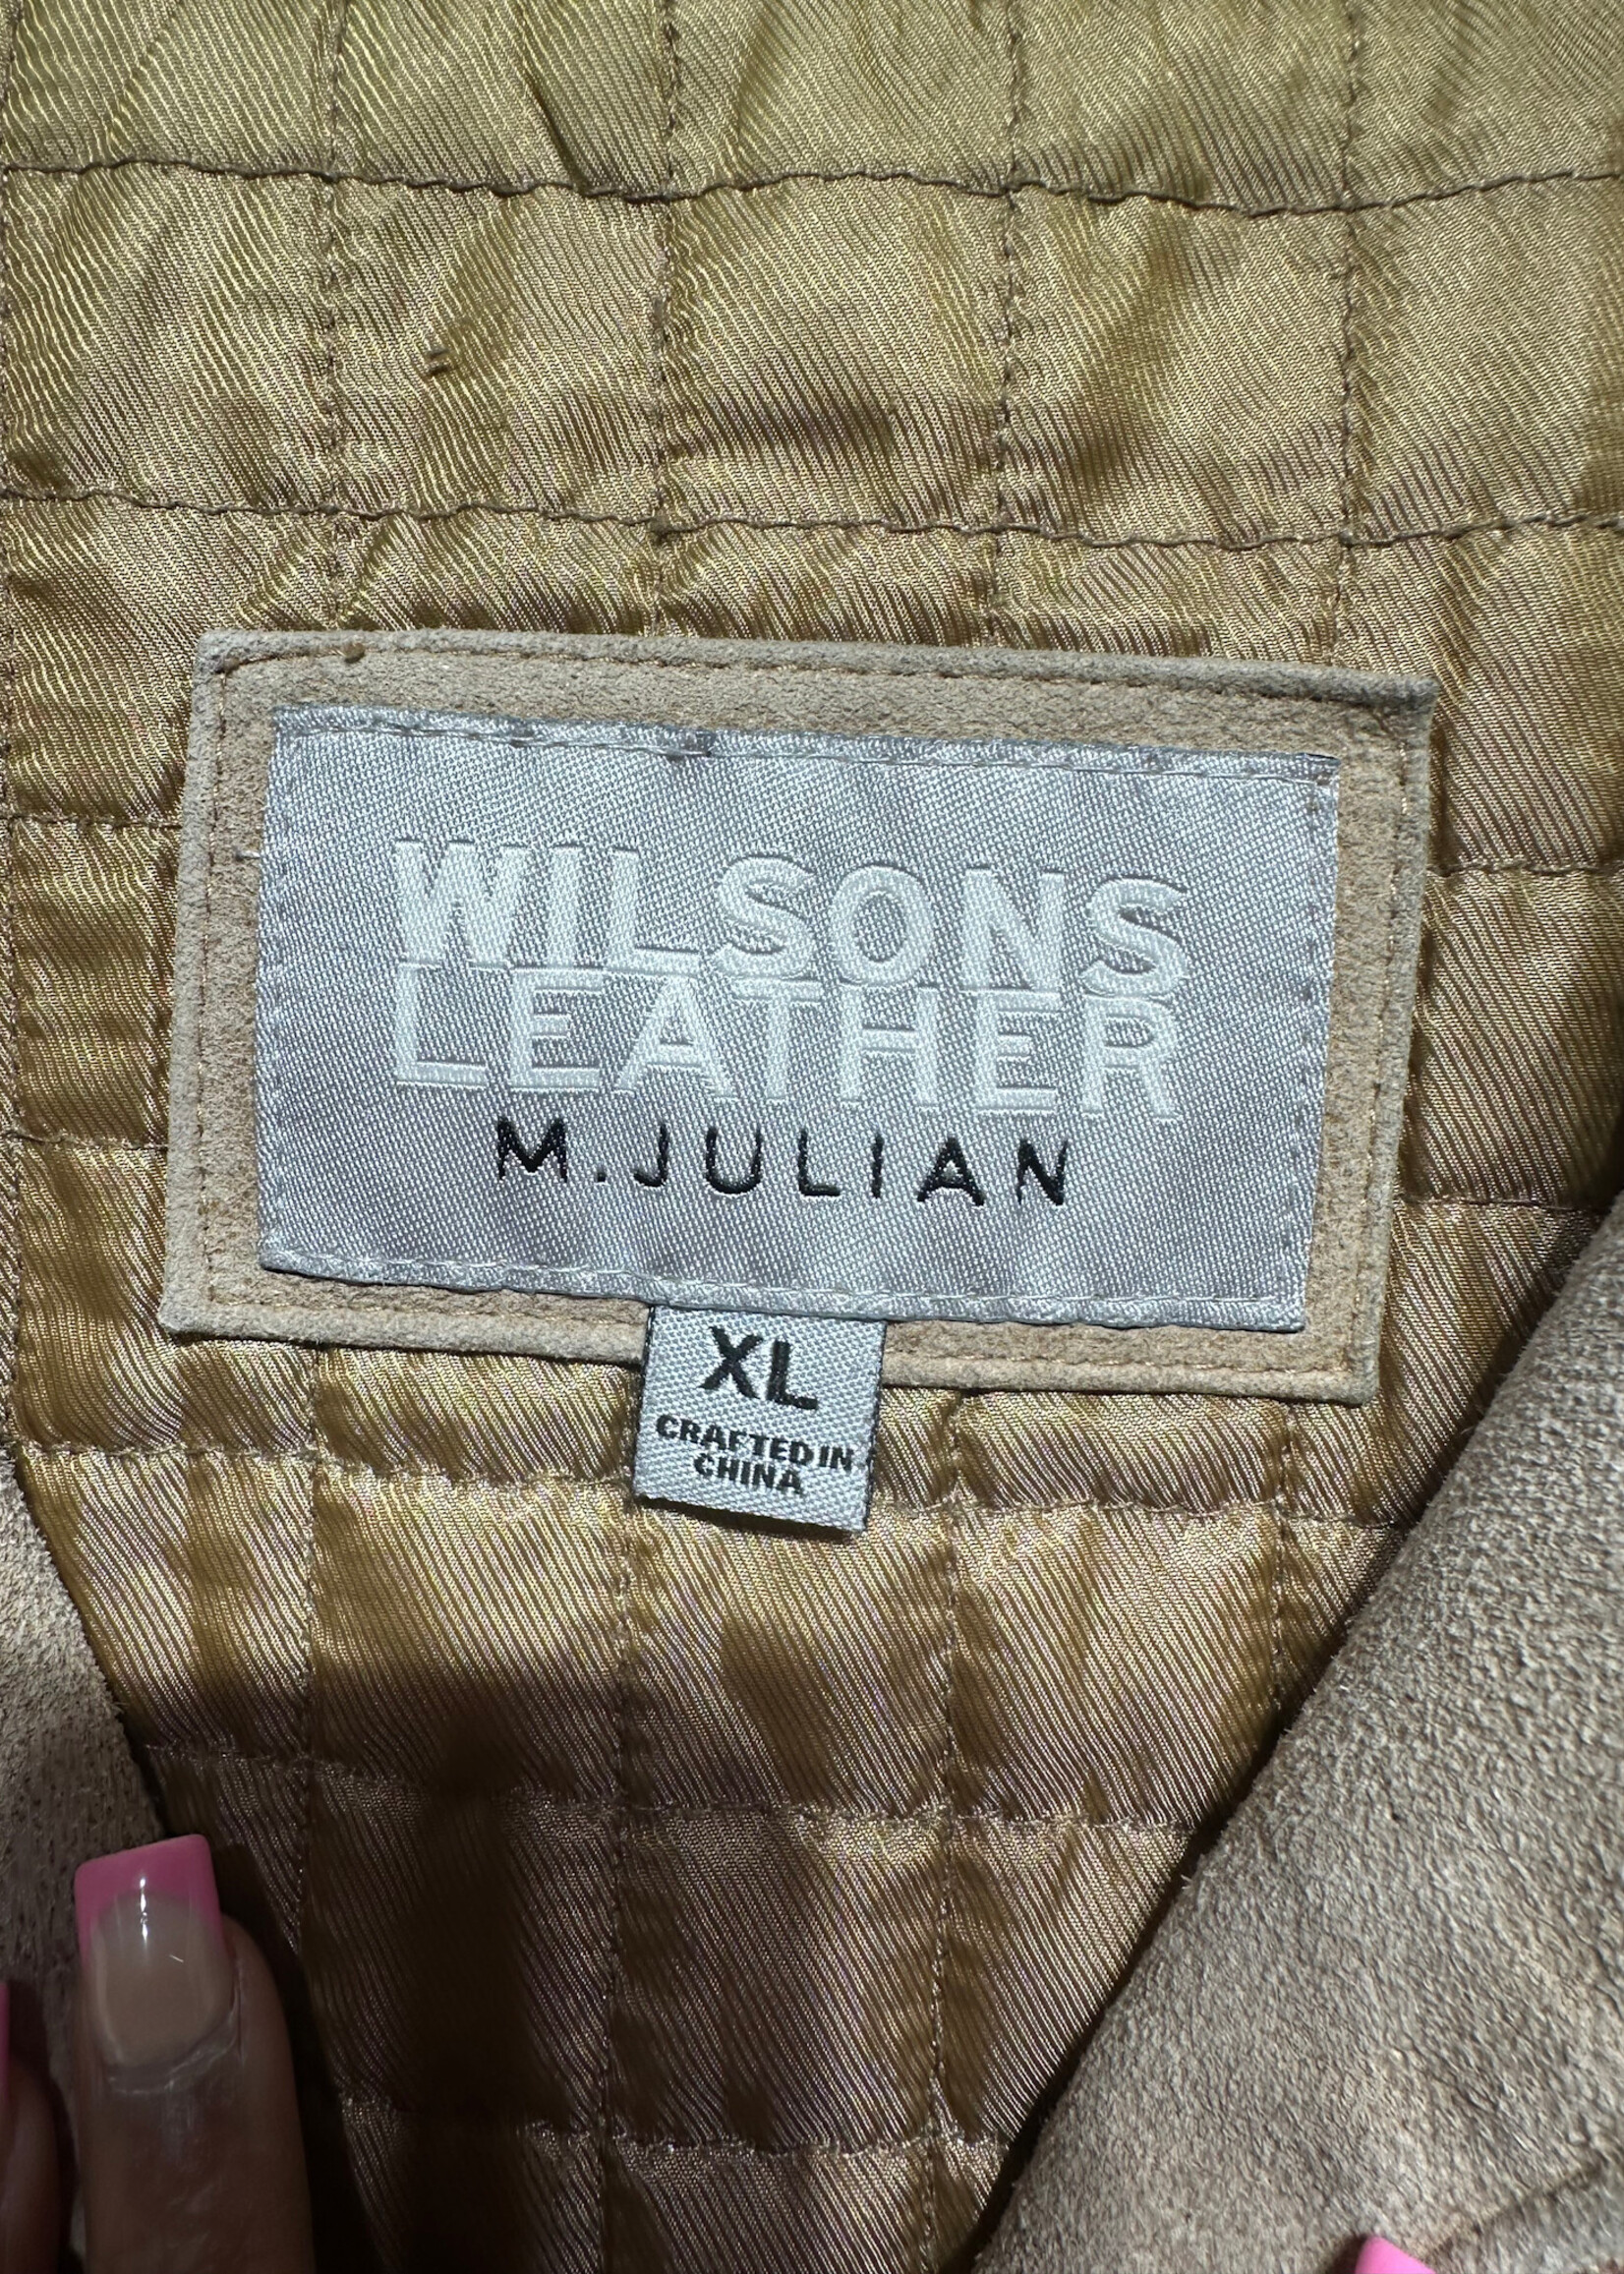 WILSONS
LEATHER
M.JULIAN
XL
CRAFTED IN
CHINA